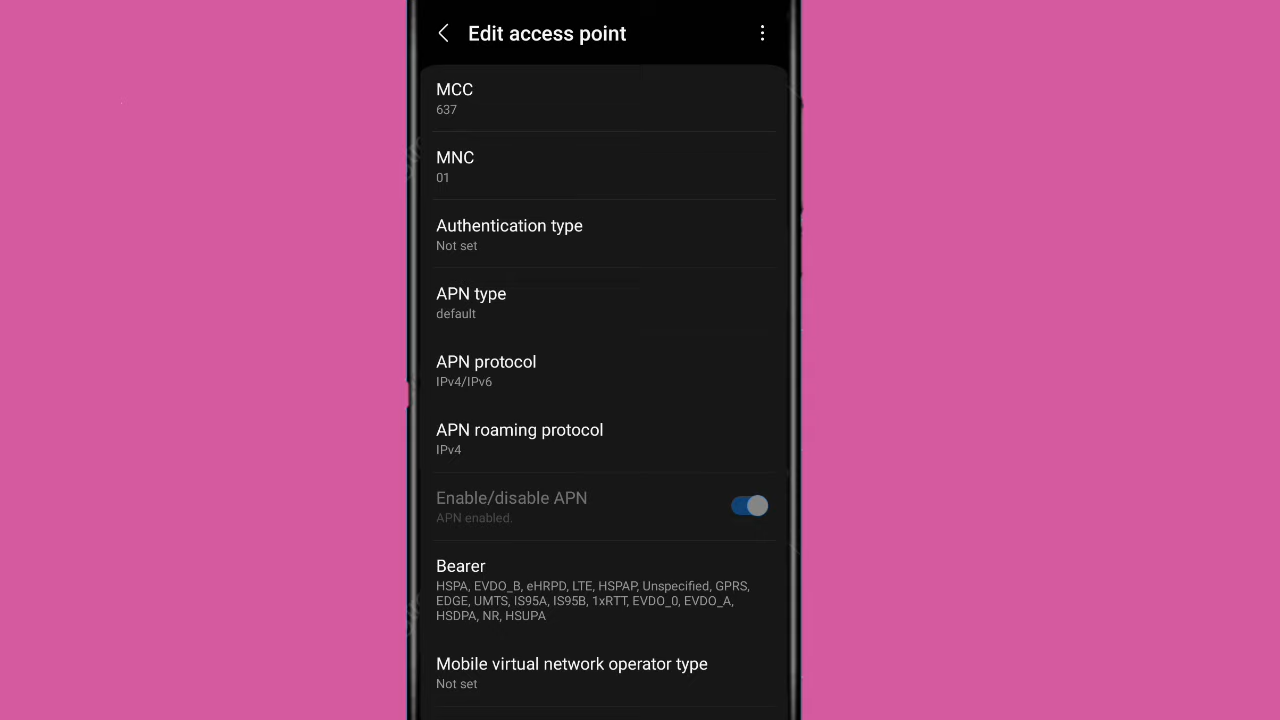 Edit access point
MCC
637
MNC
01
Authentication type
Not set
APN type
default
APN protocol
IPv4/IPv6
APN roaming protocol
IPv4
Enable/disable APN
APN enabled.
Bearer
HSPA, EVDO_B, eHRPD, LTE, HSPAP, Unspecified, GPRS,
EDGE, UMTS, IS95A, IS95B, 1xRTT, EVDO_0, EVDO_A,
HSDPA, NR, HSUPA
Mobile virtual network operator type
Not set